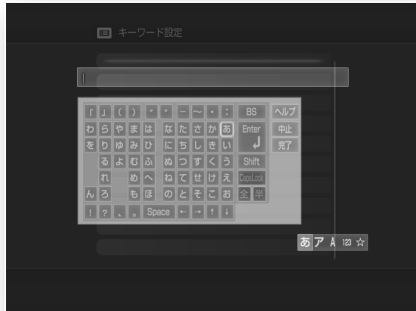 キーワード設定
「 」 ( ) ゛ ゜ － ～ ・ : BS ヘルプ
わ ら や ま は な た さ か あ Enter 中止
を り ゆ み ひ に ち し き い 完了
る よ む ふ ぬ つ す く う Shift
れ め へ ね て せ け え CapsLock
ん ろ も ほ の と そ こ お 全 半
! ? 、 。 Space ← → ↑ ↓
あ ア A 123 ☆